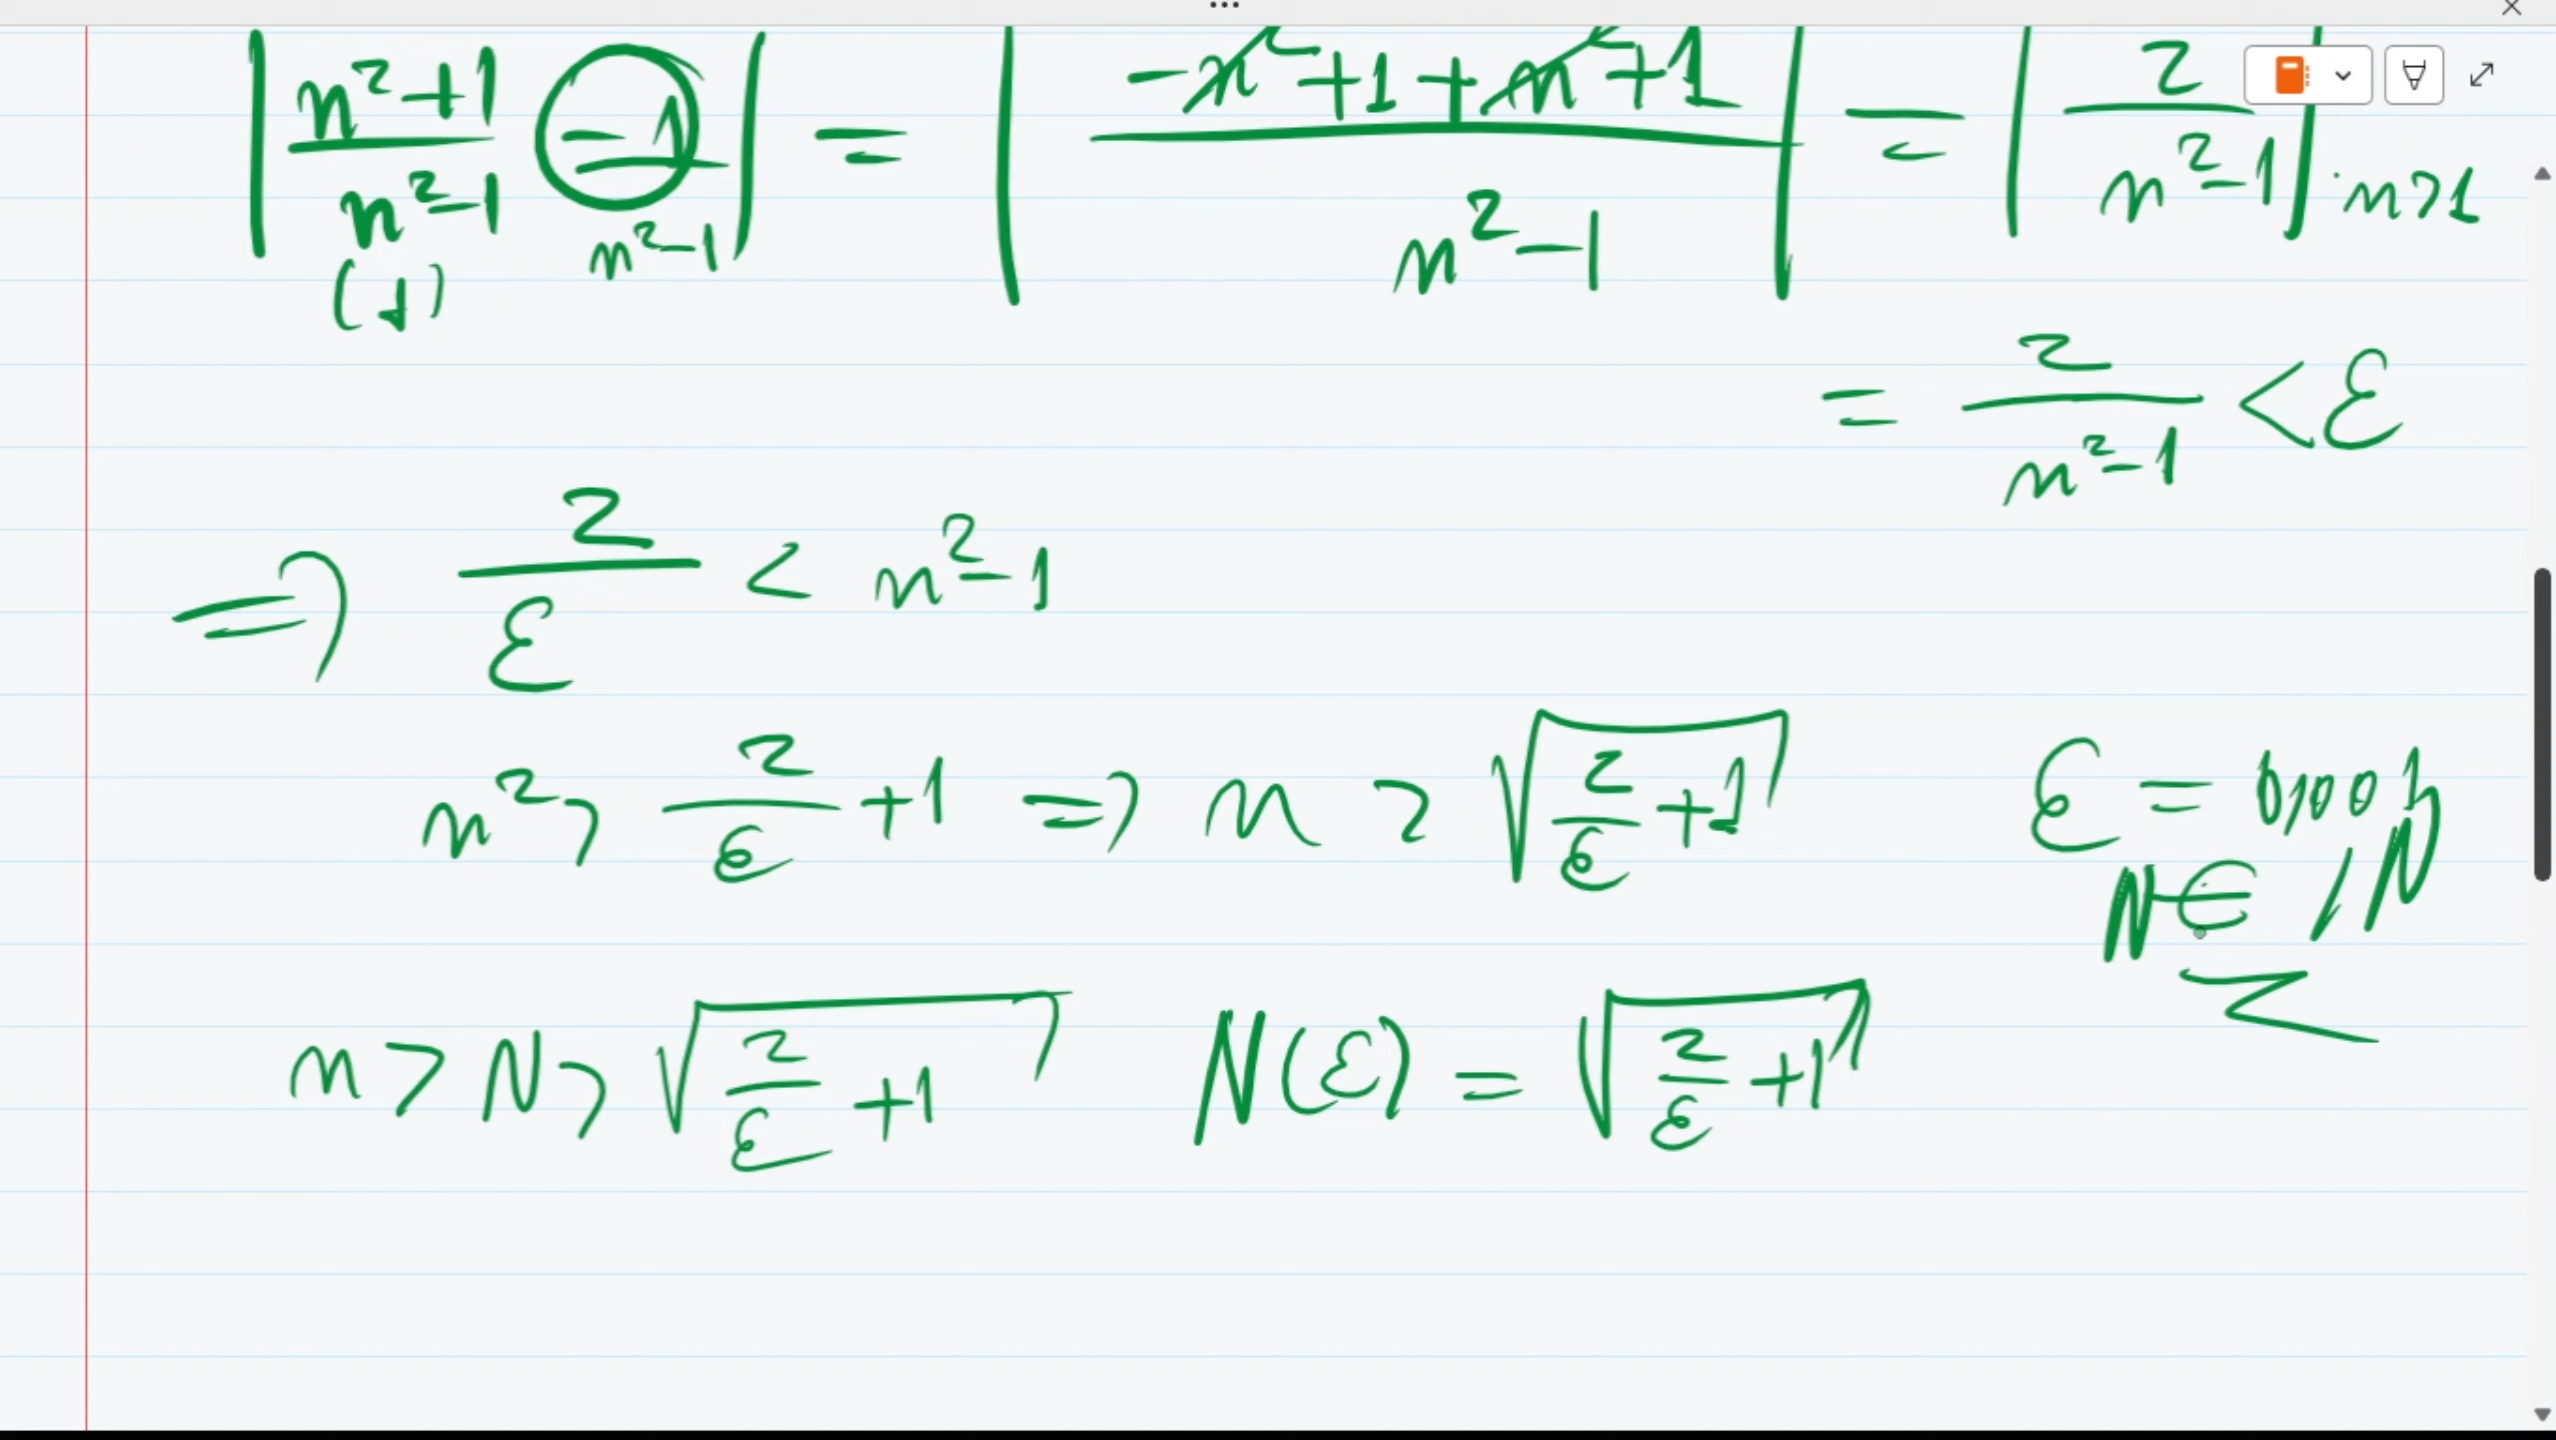 | (n²+1)/(n²-1) - 1 | = | (-n²+1+n²+1)/(n²-1) | = | 2/(n²-1) | n>1
(1) n²-1
= 2/(n²-1) < ε
=> 2/ε < n²-1
n² > 2/ε +1 => n > √(2/ε +1) ε = 0,001
N ∈ ℕ
n > N > √(2/ε +1) N(ε) = √(2/ε +1)